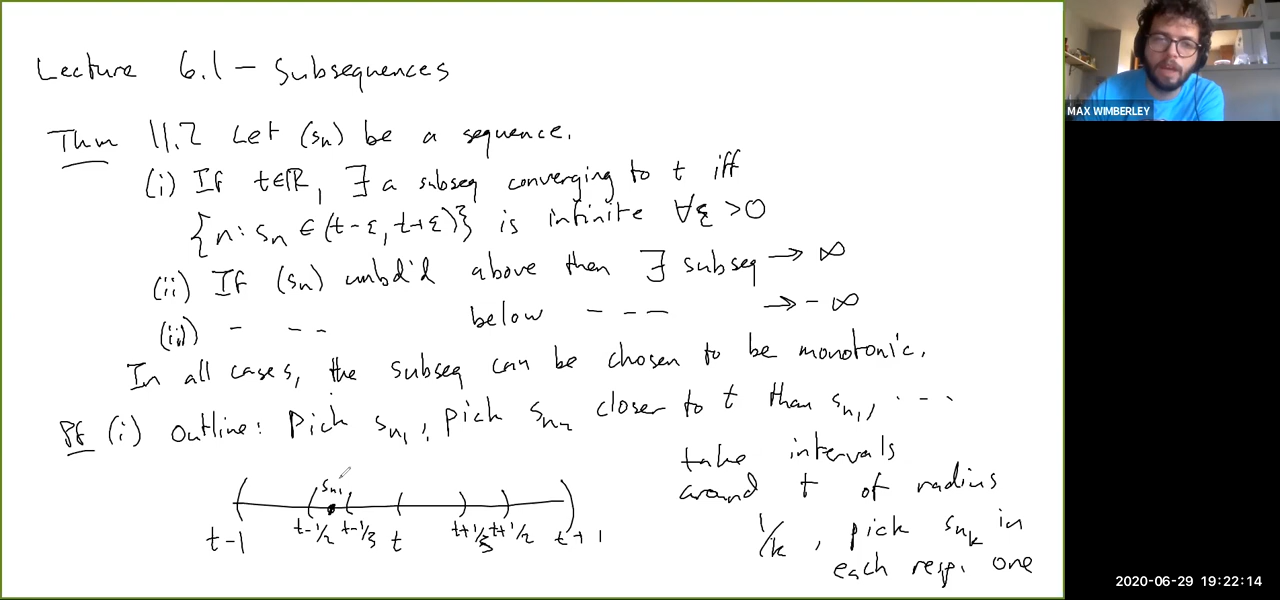 Lecture 6.1 – Subsequences
Thm 11.2 Let (sn) be a sequence.
(i) If t∈ℝ, ∃ a subseq converging to t iff
{n: sn ∈ (t-ε, t+ε)} is infinite ∀ε >0
(ii) If (sn) unbd'd above then ∃ subseq → ∞
(iii) - -- below - -- → -∞
In all cases, the subseq can be chosen to be monotonic.
Pf (i) Outline: Pick sn1, pick sn2 closer to t than sn1, ...
take intervals
around t of radius
1/k, pick snk in
each resp. one
sn1
t-1 t-1/2 t-1/3 t t+1/3 t+1/2 t+1
MAX WIMBERLEY
2020-06-29 19:22:14